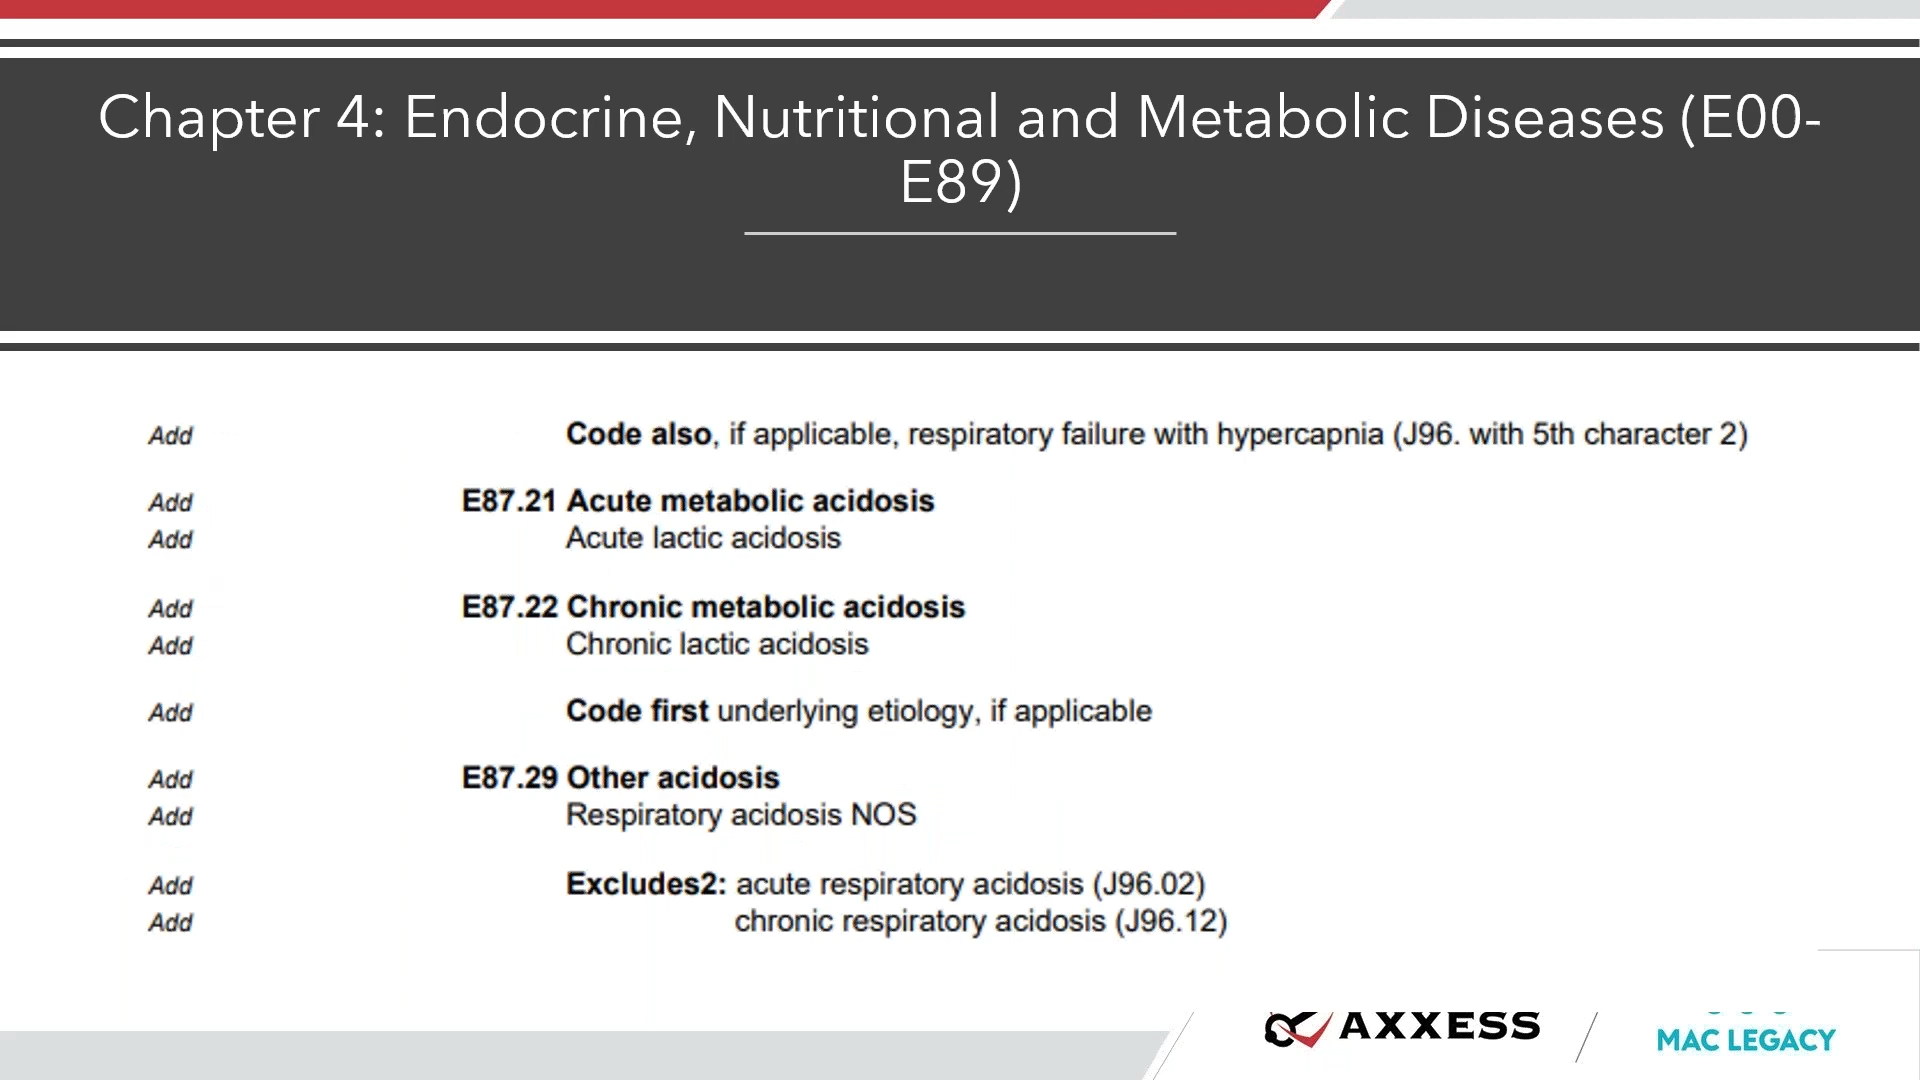 Chapter 4: Endocrine, Nutritional and Metabolic Diseases (E00-
E89)
Add Code also, if applicable, respiratory failure with hypercapnia (J96. with 5th character 2)
Add E87.21 Acute metabolic acidosis
Add Acute lactic acidosis
Add E87.22 Chronic metabolic acidosis
Add Chronic lactic acidosis
Add Code first underlying etiology, if applicable
Add E87.29 Other acidosis
Add Respiratory acidosis NOS
Add Excludes2: acute respiratory acidosis (J96.02)
Add chronic respiratory acidosis (J96.12)
AXXESS
MAC LEGACY